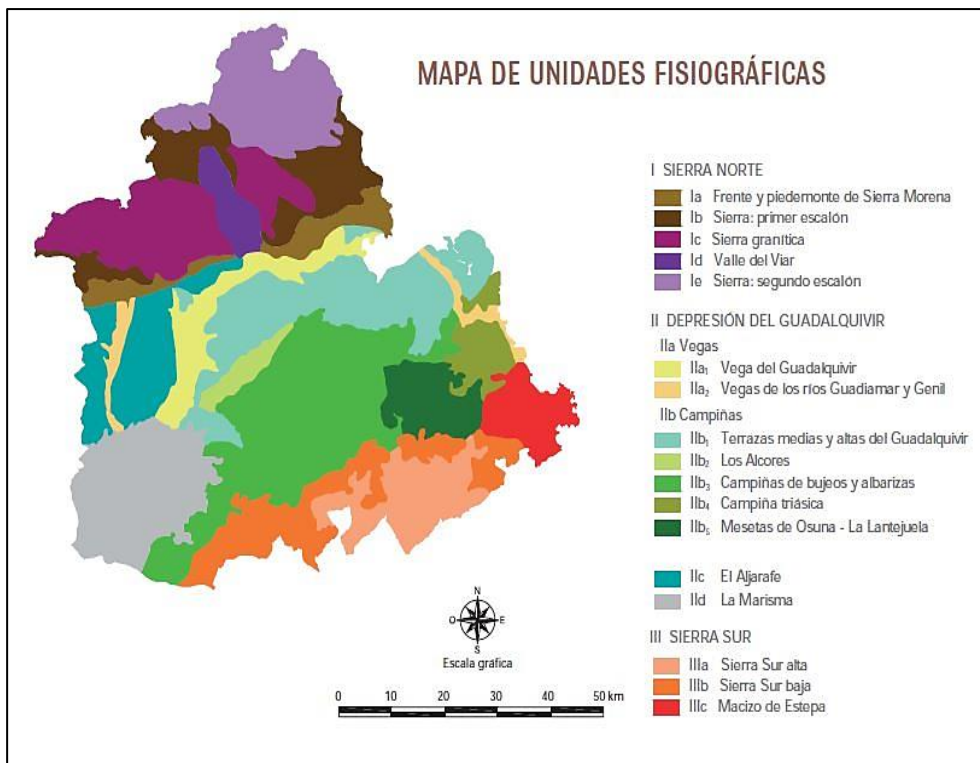 MAPA DE UNIDADES FISIOGRÁFICAS
I SIERRA NORTE
Ia Frente y piedemonte de Sierra Morena
Ib Sierra: primer escalón
Ic Sierra granítica
Id Valle del Viar
Ie Sierra: segundo escalón
II DEPRESIÓN DEL GUADALQUIVIR
IIa Vegas
IIa₁ Vega del Guadalquivir
IIa₂ Vegas de los ríos Guadiamar y Genil
IIb Campiñas
IIb₁ Terrazas medias y altas del Guadalquivir
IIb₂ Los Alcores
IIb₃ Campiñas de bujeos y albarizas
IIb₄ Campiña triásica
IIb₅ Mesetas de Osuna - La Lantejuela
IIc El Aljarafe
IId La Marisma
III SIERRA SUR
IIIa Sierra Sur alta
IIIb Sierra Sur baja
IIIc Macizo de Estepa
N
O E
S
Escala gráfica
0 10 20 30 40 50 km